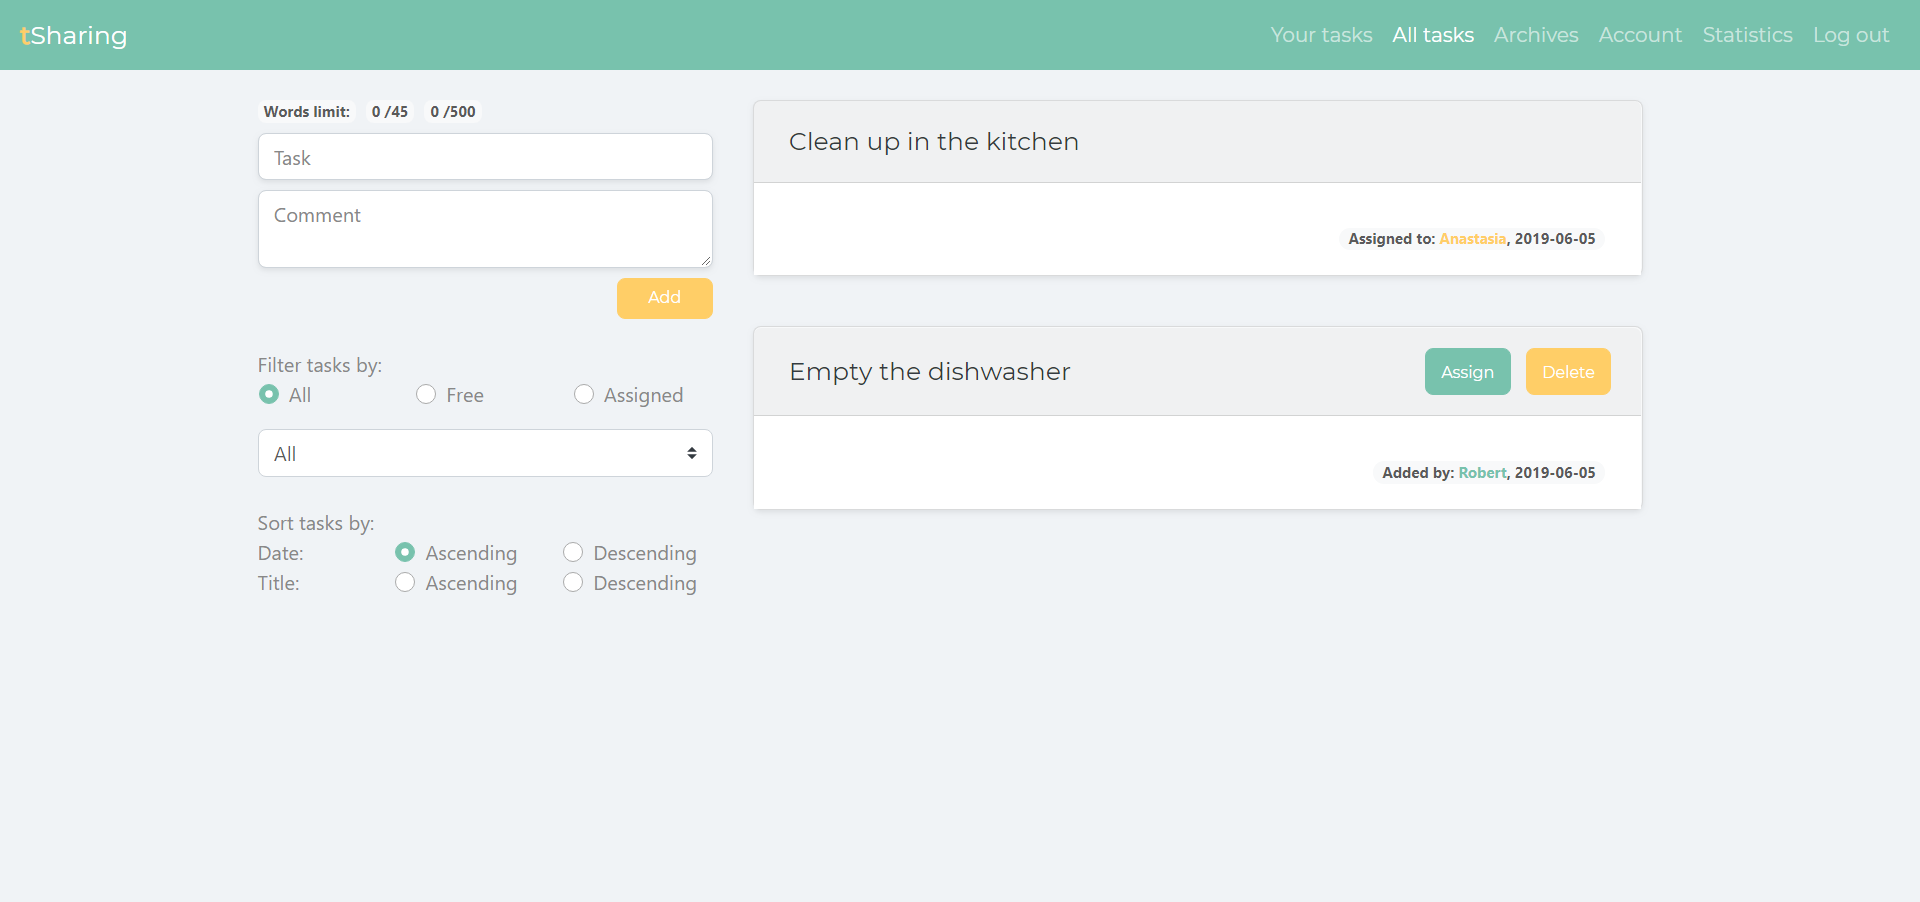 tSharing
Your tasks All tasks Archives Account Statistics Log out
Words limit: 0 /45 0 /500
Task
Comment
Add
Filter tasks by:
All Free Assigned
All
Sort tasks by:
Date: Ascending Descending
Title: Ascending Descending
Clean up in the kitchen
Assigned to: Anastasia, 2019-06-05
Empty the dishwasher
Assign Delete
Added by: Robert, 2019-06-05